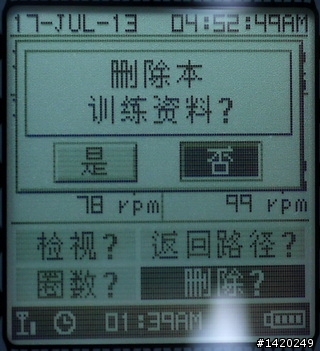 17-JUL-13 04:52:49AM
删除本
训练资料?
是 否
78 rpm 99 rpm
检视? 返回路径?
圈数? 删除?
01:39AM
#1420249